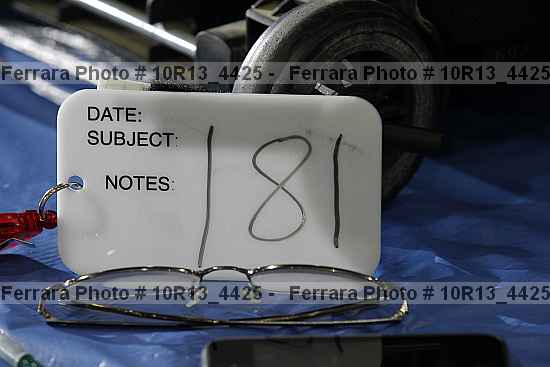 Ferrara Photo # 10R13_4425 - Ferrara Photo # 10R13_4425
DATE:
SUBJECT:
181
NOTES:
Ferrara Photo # 10R13_4425 - Ferrara Photo # 10R13_4425